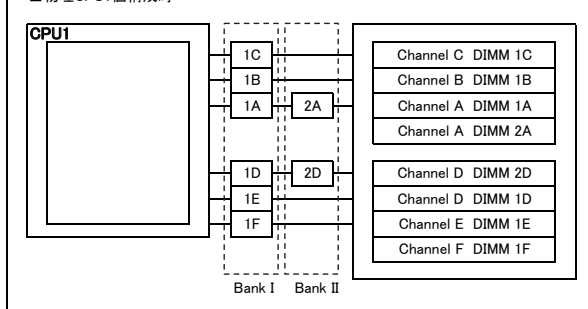 CPU1
1C
1B
1A 2A
1D 2D
1E
1F
Bank I Bank II
Channel C DIMM 1C
Channel B DIMM 1B
Channel A DIMM 1A
Channel A DIMM 2A
Channel D DIMM 2D
Channel D DIMM 1D
Channel E DIMM 1E
Channel F DIMM 1F